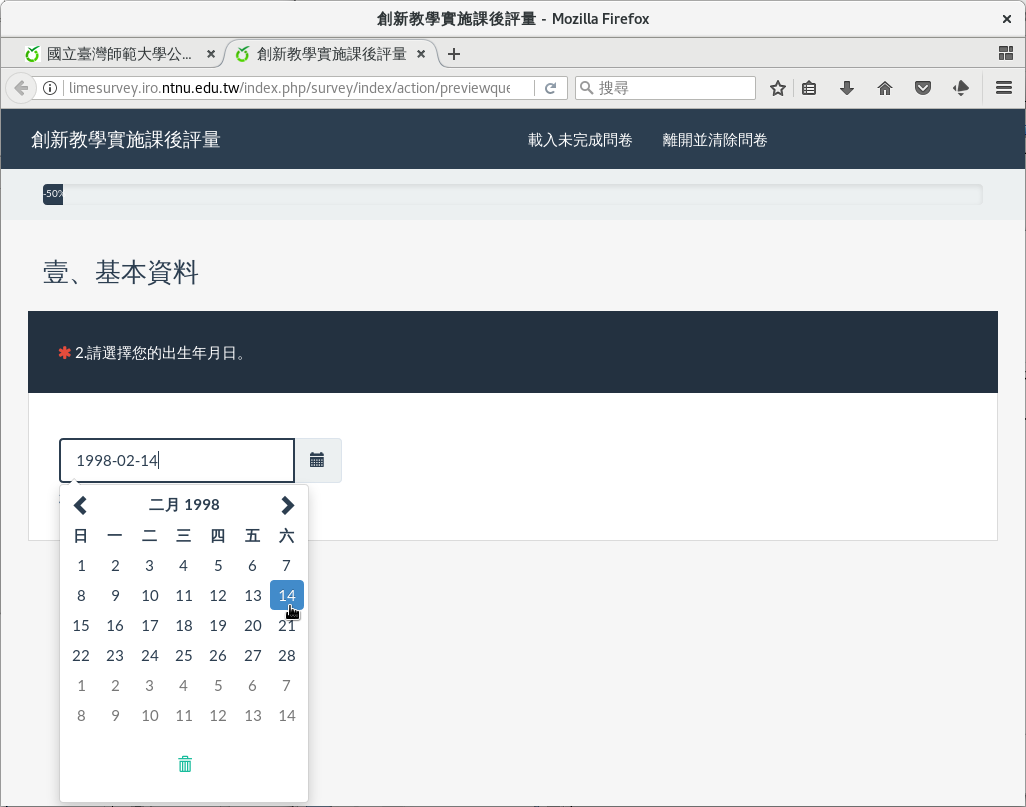 創新教學實施課後評量 - Mozilla Firefox
國立臺灣師範大學公... 創新教學實施課後評量
limesurvey.iro.ntnu.edu.tw/index.php/survey/index/action/previewque 搜尋
創新教學實施課後評量 載入未完成問卷 離開並清除問卷
-50%
壹、基本資料
✱ 2.請選擇您的出生年月日。
1998-02-14
二月 1998
日 一 二 三 四 五 六
1 2 3 4 5 6 7
8 9 10 11 12 13 14
15 16 17 18 19 20 21
22 23 24 25 26 27 28
1 2 3 4 5 6 7
8 9 10 11 12 13 14